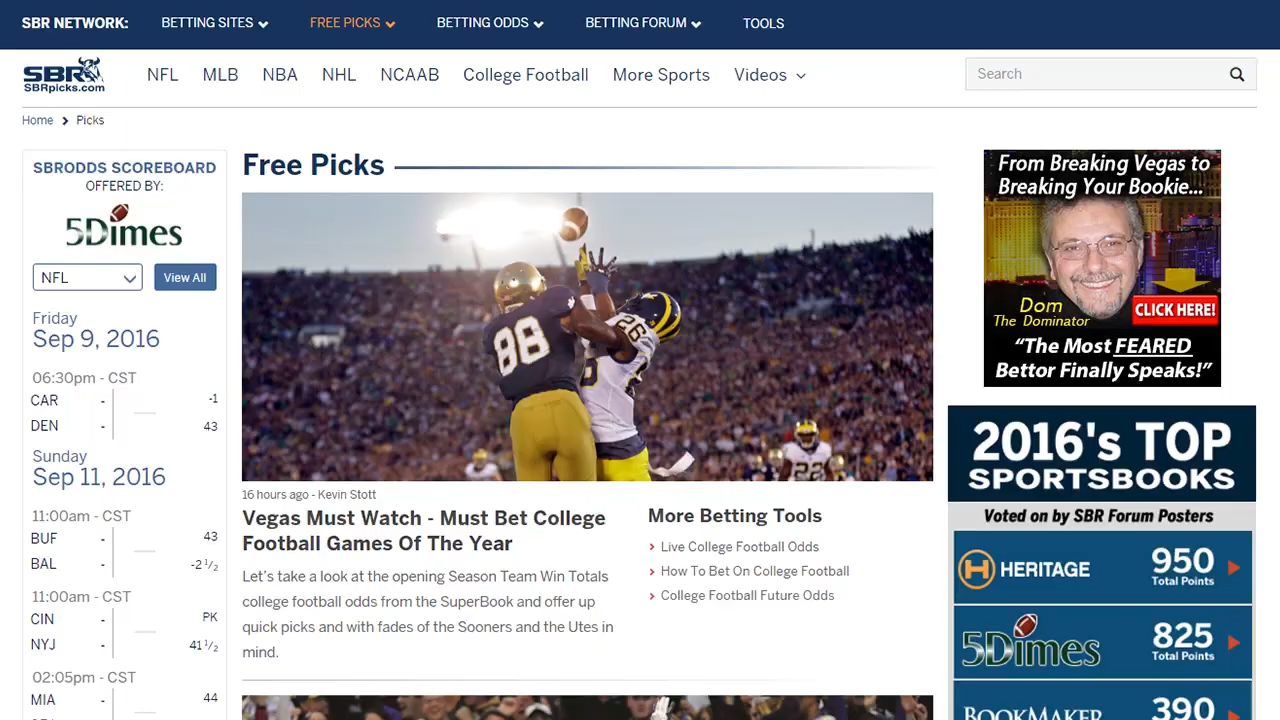 SBR NETWORK:
BETTING SITES
FREE PICKS
BETTING ODDS
BETTING FORUM
TOOLS
SBR
SBRpicks.com
NFL
MLB
NBA
NHL
NCAAB
College Football
More Sports
Videos
Search
Home
Picks
SBRODDS SCOREBOARD
OFFERED BY:
5Dimes
NFL
View All
Friday
Sep 9, 2016
06:30pm - CST
CAR - -1
DEN - 43
Sunday
Sep 11, 2016
11:00am - CST
BUF - 43
BAL - -2 1/2
11:00am - CST
CIN - PK
NYJ - 41 1/2
02:05pm - CST
MIA - 44
Free Picks
88
26
22
16 hours ago - Kevin Stott
Vegas Must Watch - Must Bet College
Football Games Of The Year
Let's take a look at the opening Season Team Win Totals
college football odds from the SuperBook and offer up
quick picks and with fades of the Sooners and the Utes in
mind.
More Betting Tools
Live College Football Odds
How To Bet On College Football
College Football Future Odds
From Breaking Vegas to
Breaking Your Bookie...
Dom
The Dominator
CLICK HERE!
"The Most FEARED
Bettor Finally Speaks!"
2016's TOP
SPORTSBOOKS
Voted on by SBR Forum Posters
H HERITAGE
950
Total Points
5Dimes
825
Total Points
BOOKMAKER
390